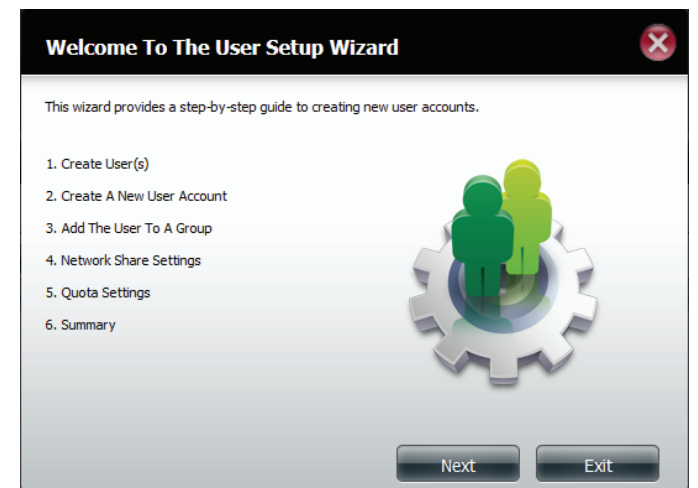 Welcome To The User Setup Wizard
This wizard provides a step-by-step guide to creating new user accounts.
1. Create User(s)
2. Create A New User Account
3. Add The User To A Group
4. Network Share Settings
5. Quota Settings
6. Summary
Next Exit